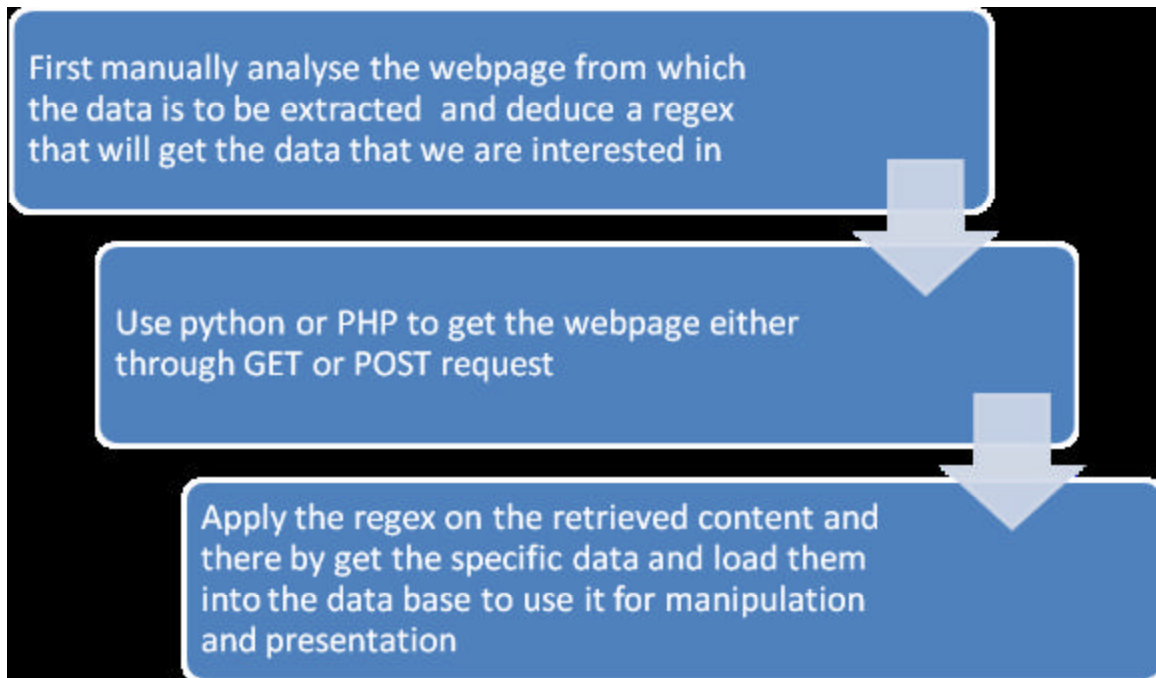 First manually analyse the webpage from which
the data is to be extracted  and deduce a regex
that will get the data that we are interested in
Use python or PHP to get the webpage either
through GET or POST request
Apply the regex on the retrieved content and
there by get the specific data and load them
into the data base to use it for manipulation
and presentation